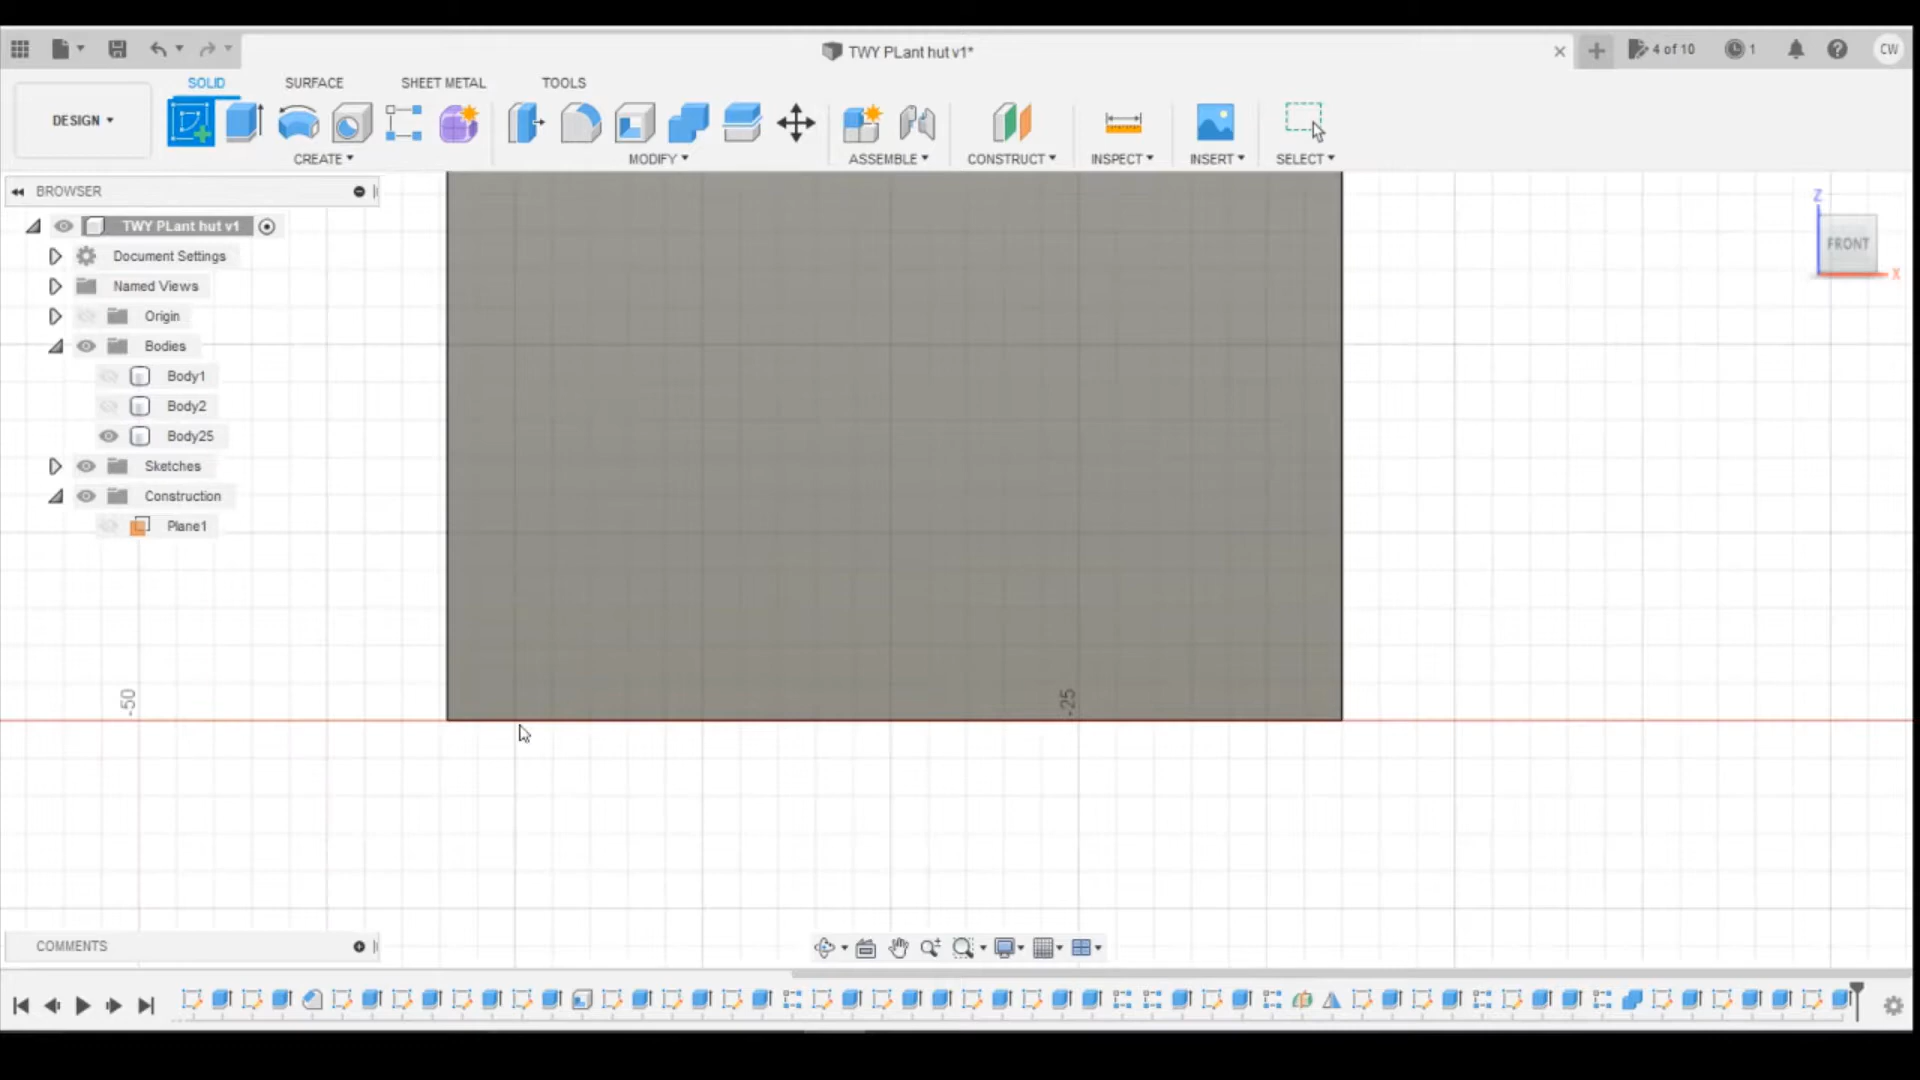 TWY PLant hut v1*
4 of 10
1
CW
SOLID
SURFACE
SHEET METAL
TOOLS
DESIGN
CREATE
MODIFY
ASSEMBLE
CONSTRUCT
INSPECT
INSERT
SELECT
BROWSER
TWY PLant hut v1
Document Settings
Named Views
Origin
Bodies
Body1
Body2
Body25
Sketches
Construction
Plane1
Z
FRONT
X
-50
-25
COMMENTS